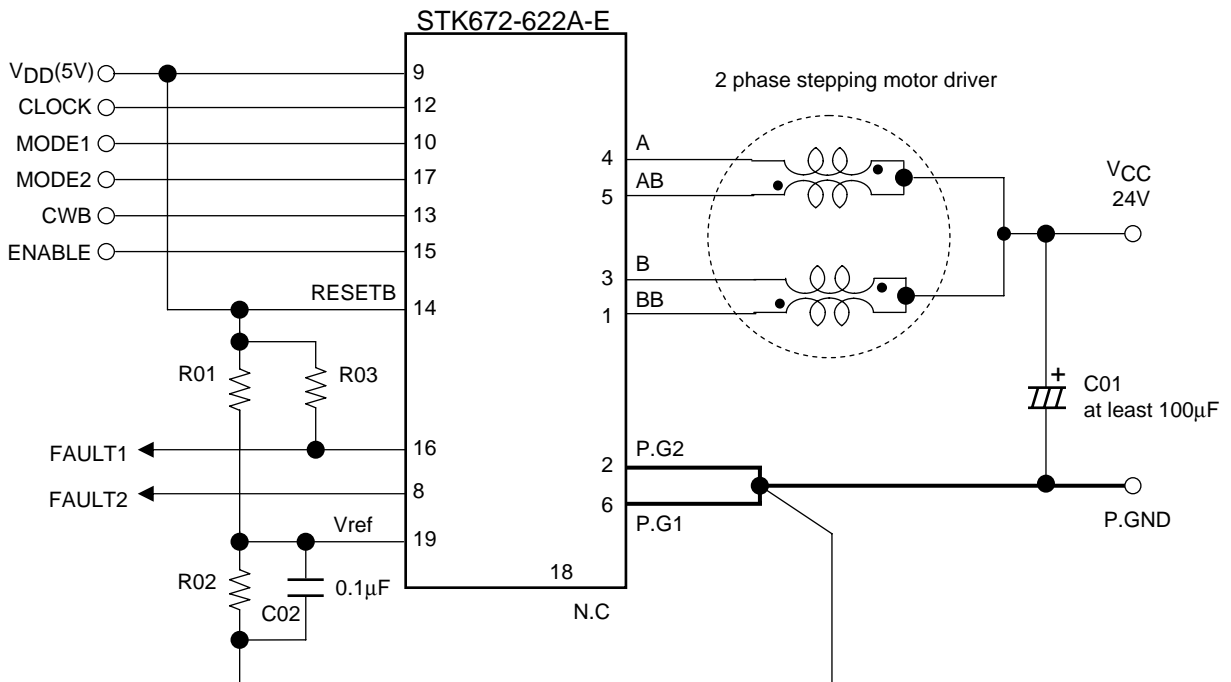 STK672-622A-E
VDD(5V)
9
CLOCK
12
MODE1
10
MODE2
17
CWB
13
ENABLE
15
RESETB
14
2 phase stepping motor driver
4
A
5
AB
3
B
1
BB
VCC
24V
R01
R03
C01
at least 100μF
FAULT1
16
FAULT2
8
2
P.G2
6
P.G1
P.GND
Vref
19
R02
C02
0.1μF
18
N.C